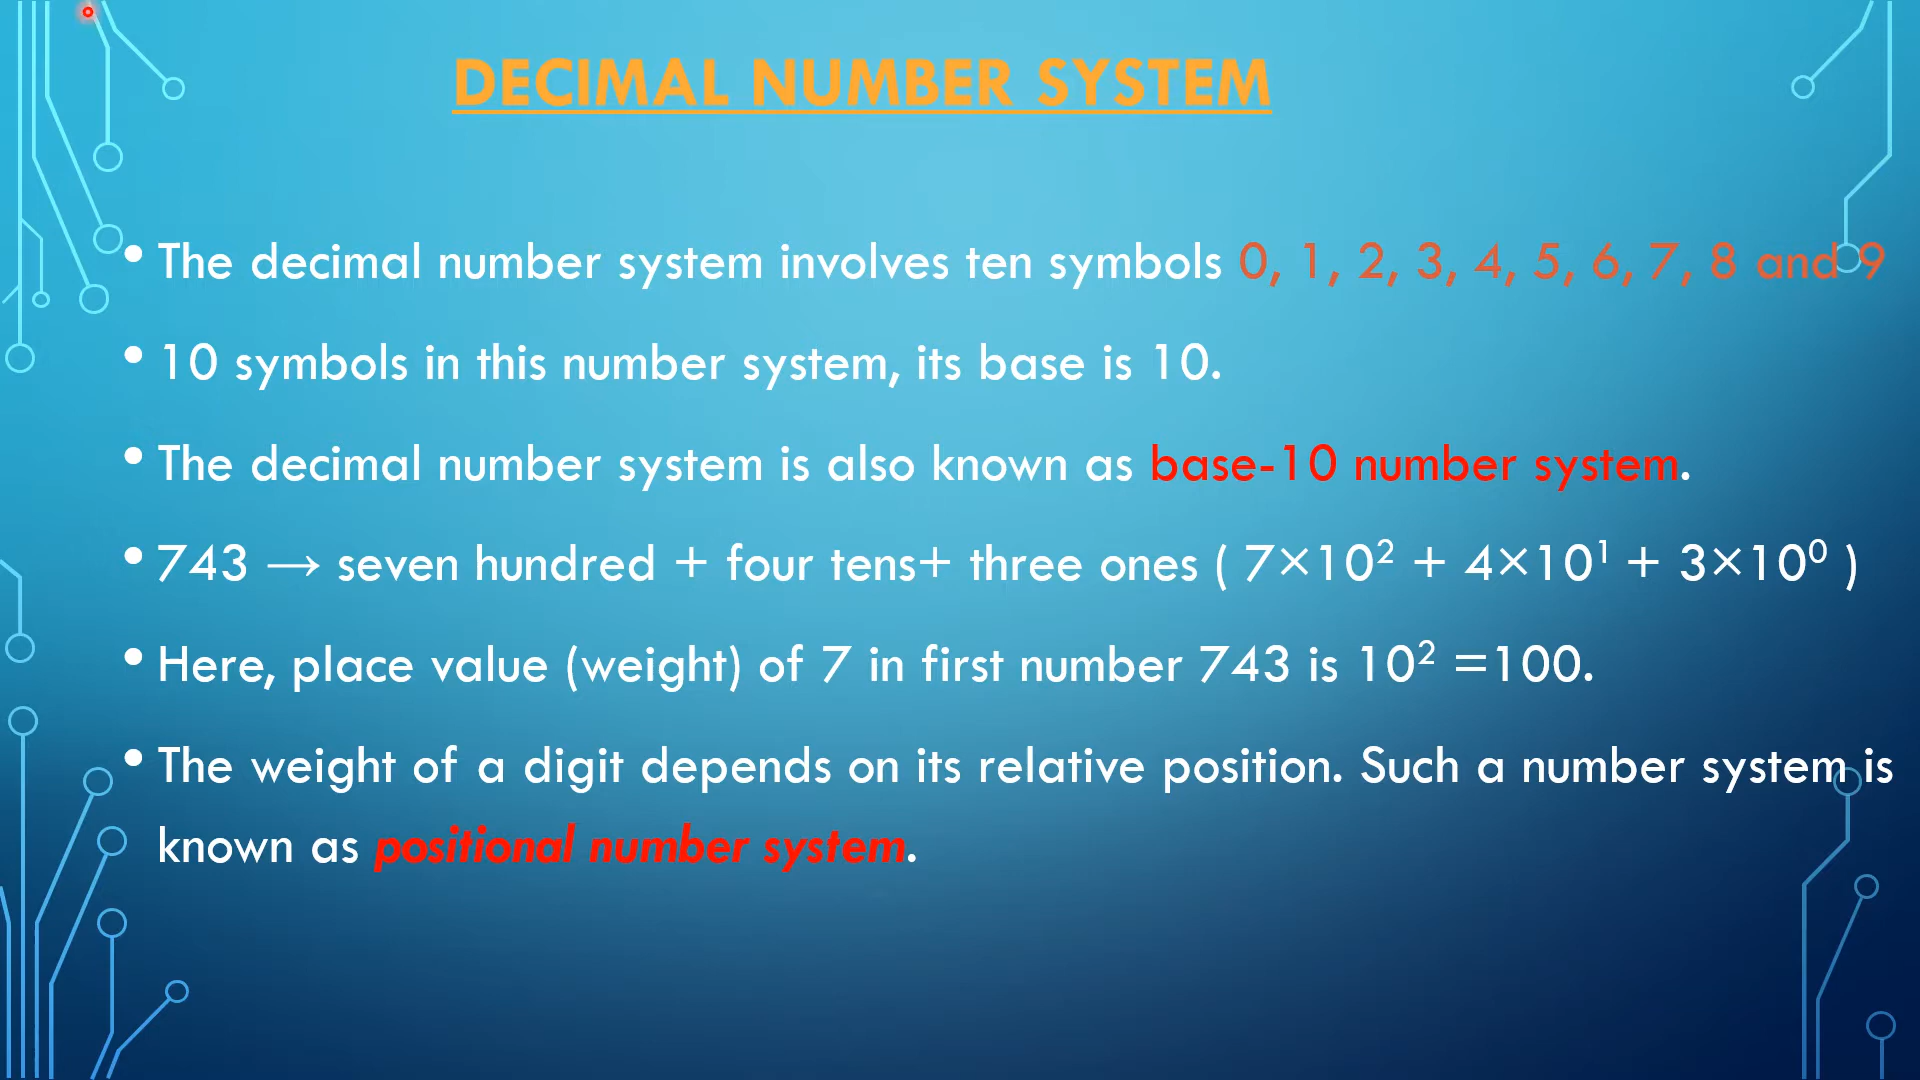 DECIMAL NUMBER SYSTEM
• The decimal number system involves ten symbols 0, 1, 2, 3, 4, 5, 6, 7, 8 and 9
• 10 symbols in this number system, its base is 10.
• The decimal number system is also known as base-10 number system.
• 743 → seven hundred + four tens+ three ones ( 7×10² + 4×10¹ + 3×10⁰ )
• Here, place value (weight) of 7 in first number 743 is 10² =100.
• The weight of a digit depends on its relative position. Such a number system is
known as positional number system.